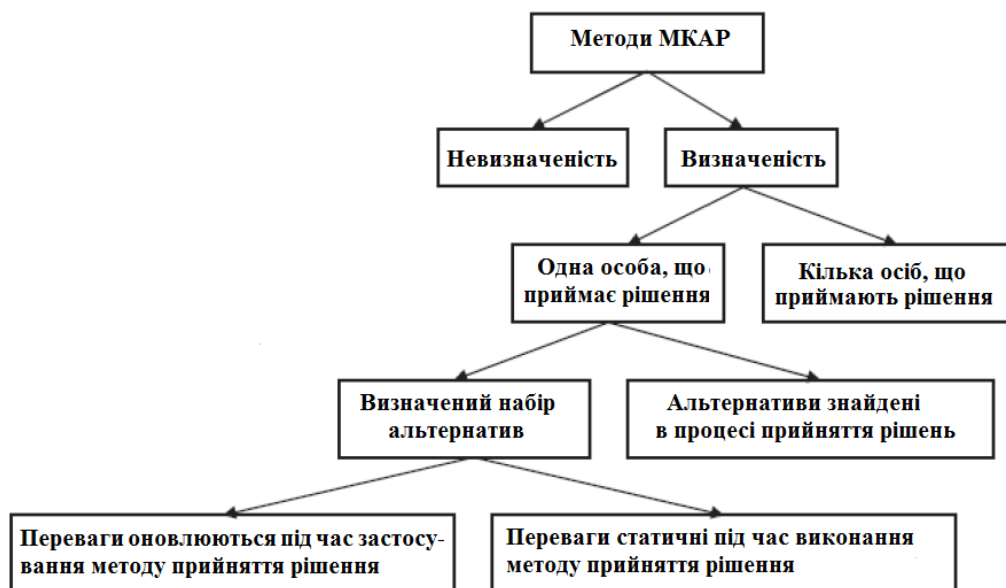 Методи МКАР
Невизначеність
Визначеність
Одна особа, що
приймає рішення
Кілька осіб, що
приймають рішення
Визначений набір
альтернатив
Альтернативи знайдені
в процесі прийняття рішень
Переваги оновлюються під час застосу-
вання методу прийняття рішення
Переваги статичні під час виконання
методу прийняття рішення